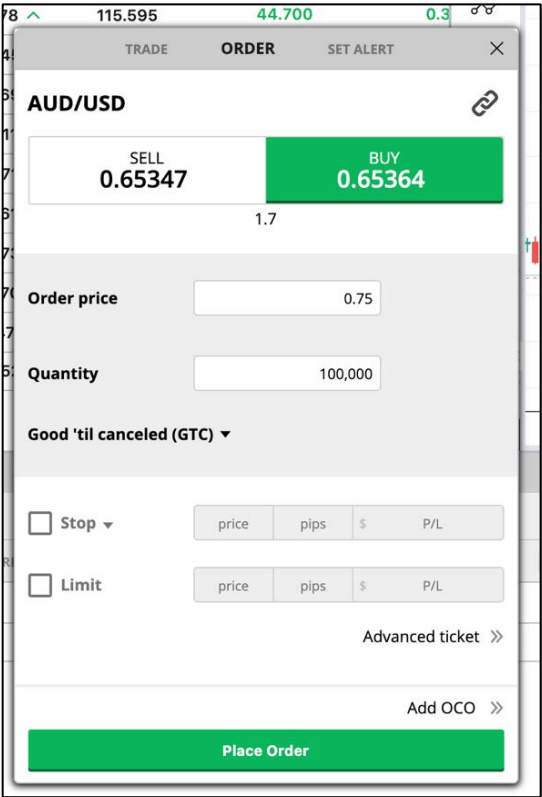 78 115.595 44.700 0.3
TRADE ORDER SET ALERT
AUD/USD
SELL BUY
0.65347 0.65364
1.7
Order price 0.75
Quantity 100,000
Good 'til canceled (GTC)
Stop price pips $ P/L
Limit price pips $ P/L
Advanced ticket
Add OCO
Place Order